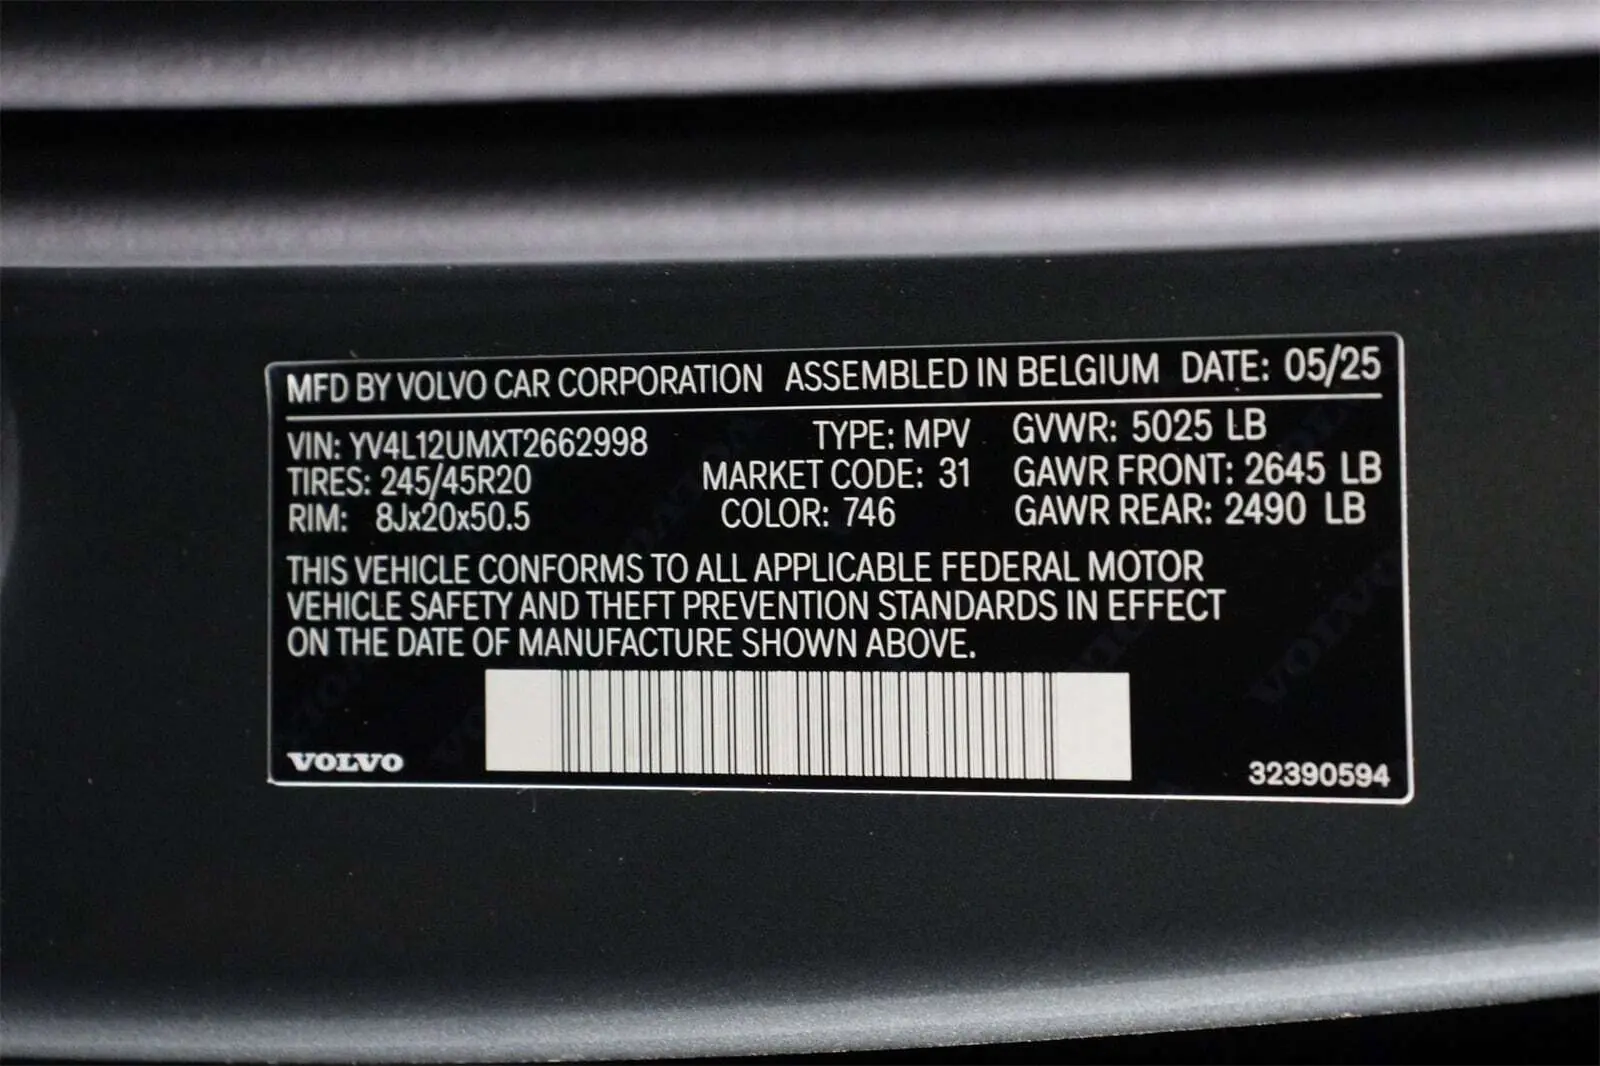 MFD BY VOLVO CAR CORPORATION ASSEMBLED IN BELGIUM DATE: 05/25
VIN: YV4L12UMXT2662998 TYPE: MPV GVWR: 5025 LB
TIRES: 245/45R20 MARKET CODE: 31 GAWR FRONT: 2645 LB
RIM: 8Jx20x50.5 COLOR: 746 GAWR REAR: 2490 LB
THIS VEHICLE CONFORMS TO ALL APPLICABLE FEDERAL MOTOR
VEHICLE SAFETY AND THEFT PREVENTION STANDARDS IN EFFECT
ON THE DATE OF MANUFACTURE SHOWN ABOVE.
VOLVO 32390594